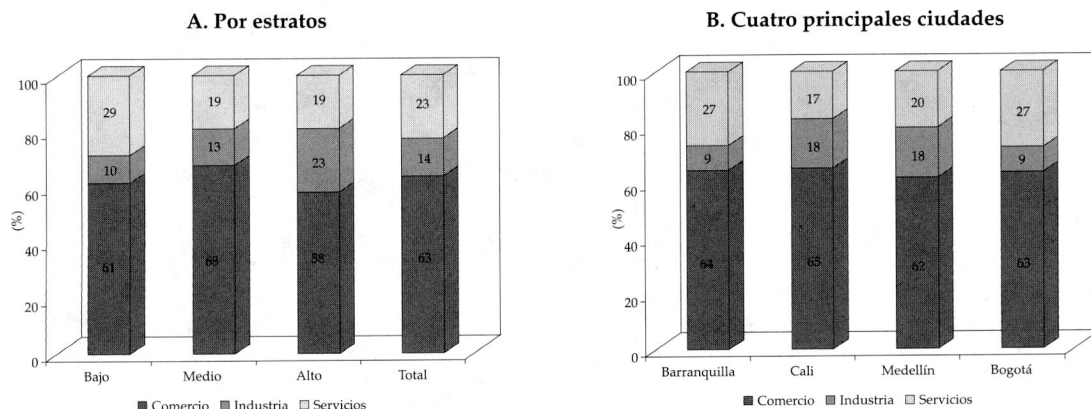 A. Por estratos
(%)
100
80
60
40
20
0
29 19 19 23
10 13 23 14
61 68 58 63
Bajo Medio Alto Total
Comercio Industria Servicios
B. Cuatro principales ciudades
(%)
100
80
60
40
20
0
27 17 20 27
9 18 18 9
64 65 62 63
Barranquilla Cali Medellín Bogotá
Comercio Industria Servicios